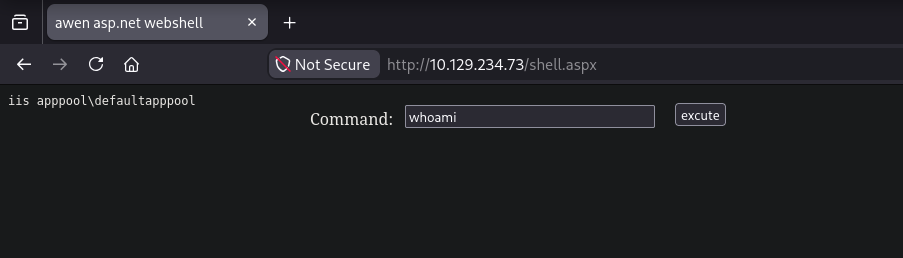 awen asp.net webshell
Not Secure http://10.129.234.73/shell.aspx
iis apppool\defaultapppool
Command: whoami excute